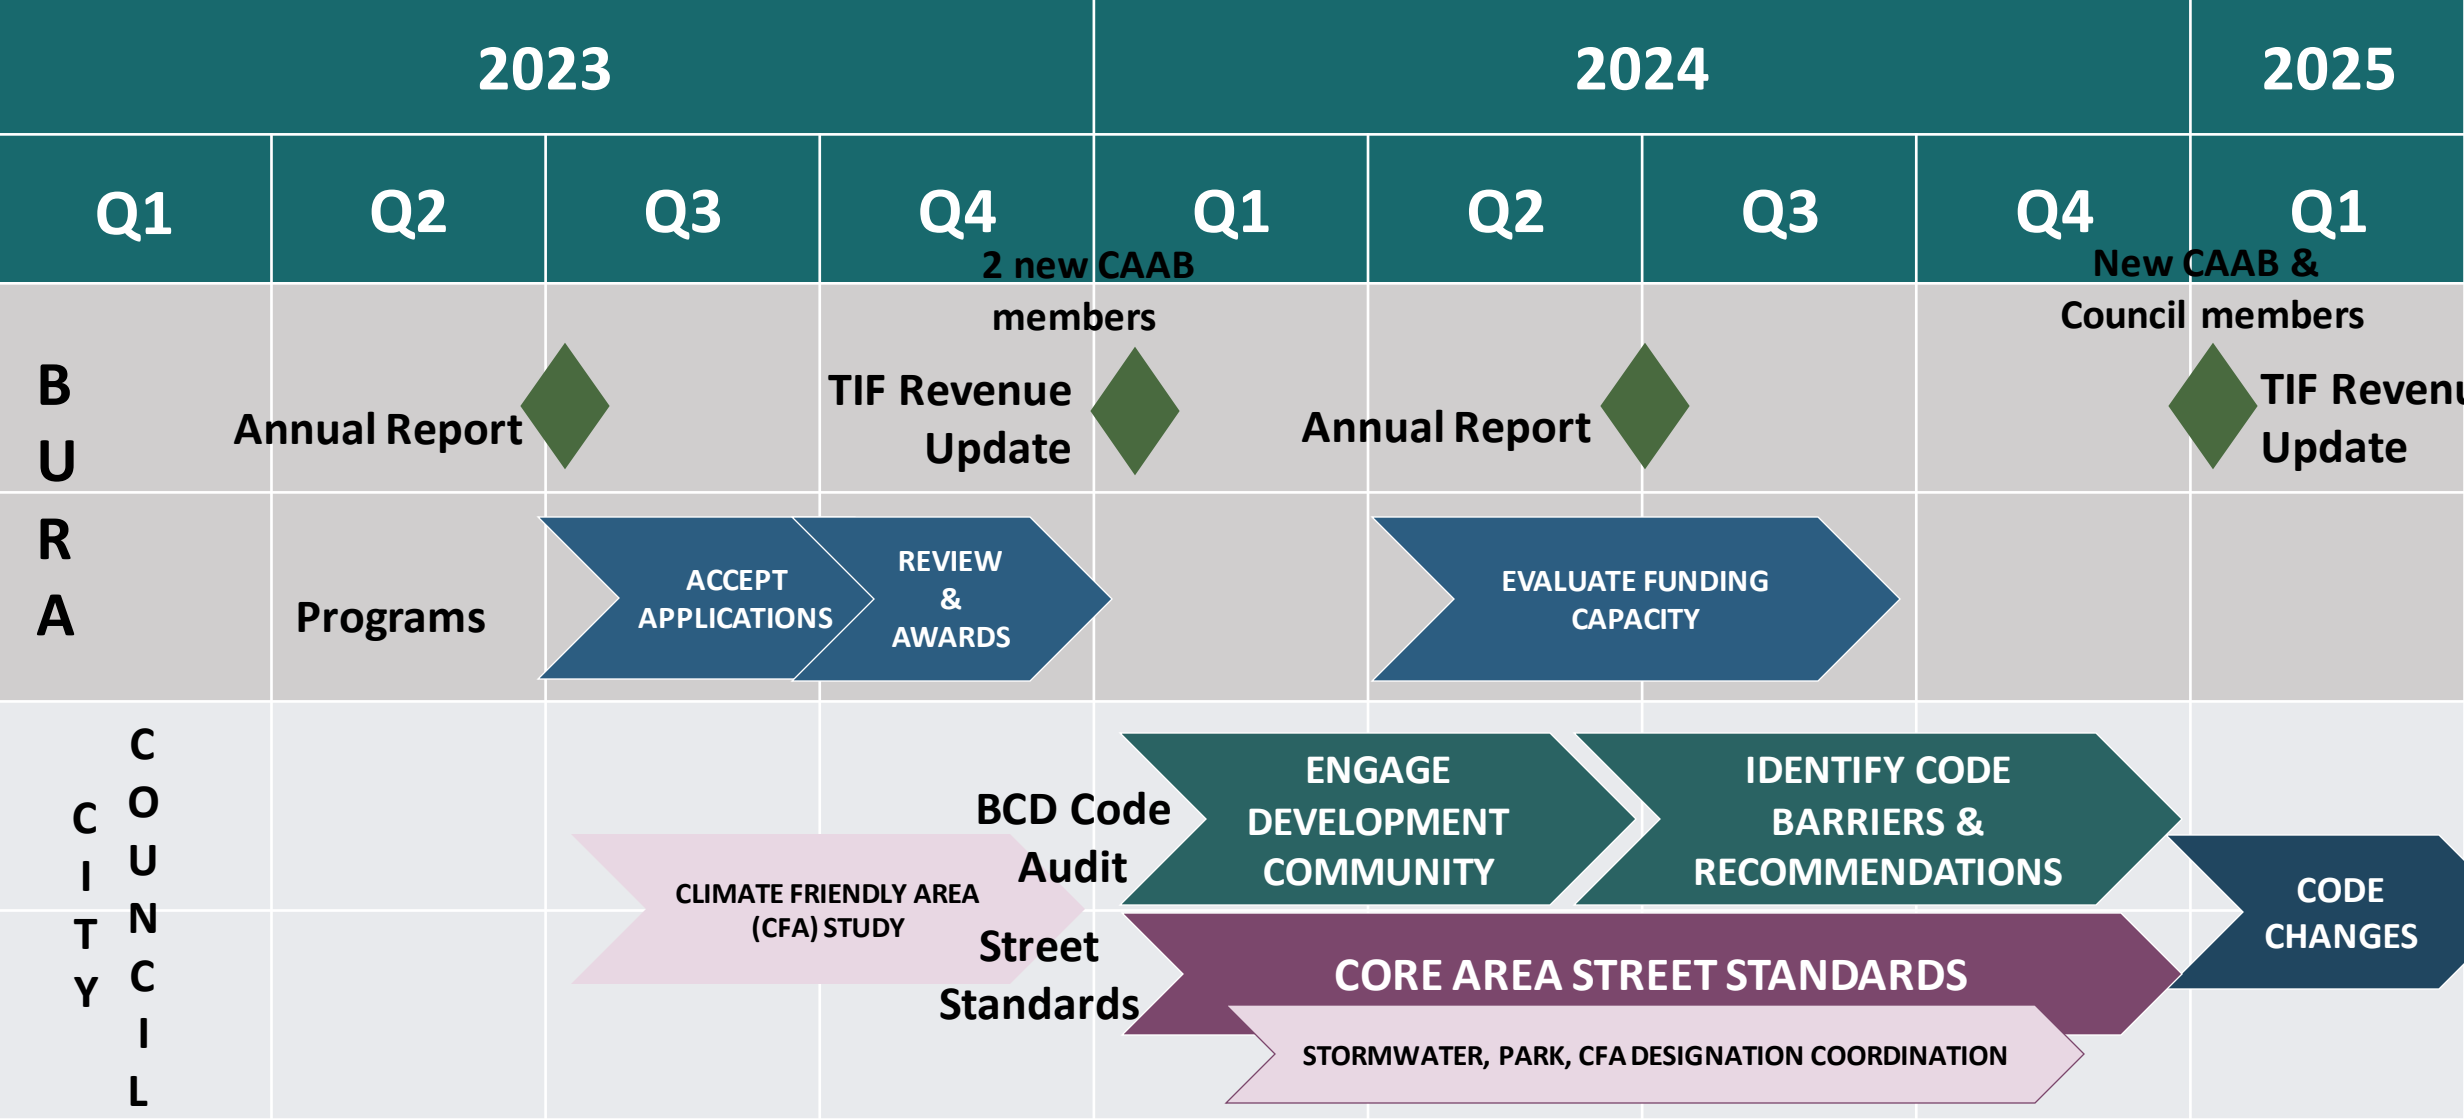 2023
2024
2025
Q1
Q2
Q3
Q4
Q1
Q2
Q3
Q4
Q1
2 new CAAB
members
New CAAB &
Council members
B
U
R
A
Annual Report
TIF Revenue
Update
Annual Report
TIF Revenu
Update
Programs
ACCEPT
APPLICATIONS
REVIEW
&
AWARDS
EVALUATE FUNDING
CAPACITY
C
I
T
Y
C
O
U
N
C
I
L
BCD Code
Audit
ENGAGE
DEVELOPMENT
COMMUNITY
IDENTIFY CODE
BARRIERS &
RECOMMENDATIONS
CLIMATE FRIENDLY AREA
(CFA) STUDY
CODE
CHANGES
Street
Standards
CORE AREA STREET STANDARDS
STORMWATER, PARK, CFA DESIGNATION COORDINATION